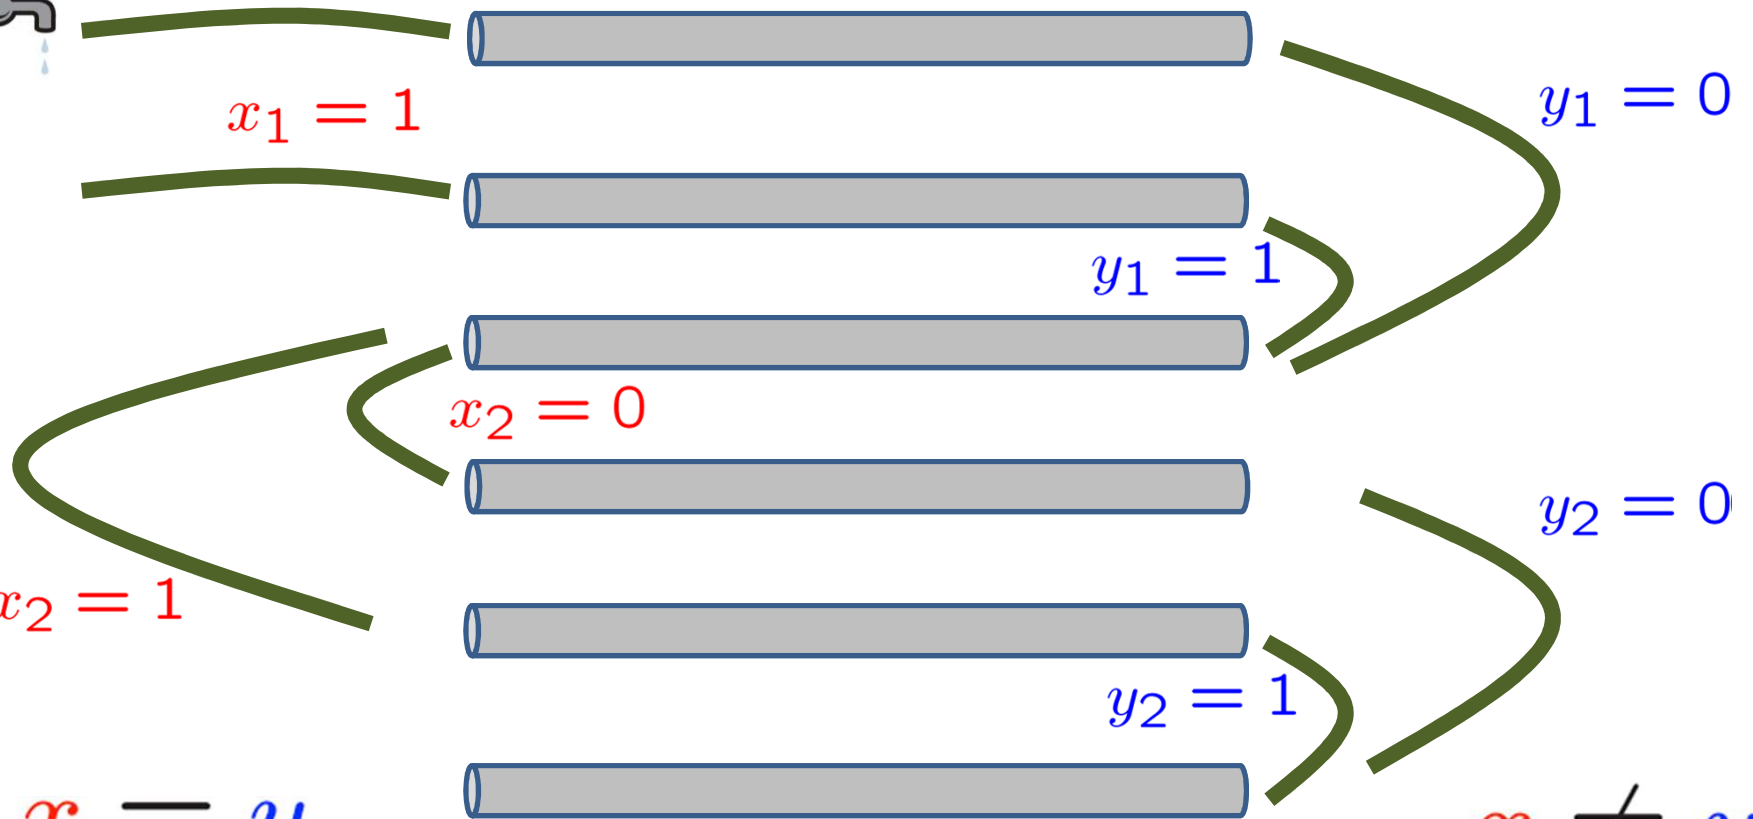 y₁ = 0
x₁ = 1
y₁ = 1
x₂ = 0
y₂ = 0
x₂ = 1
y₂ = 1
x = y
x ≠ y